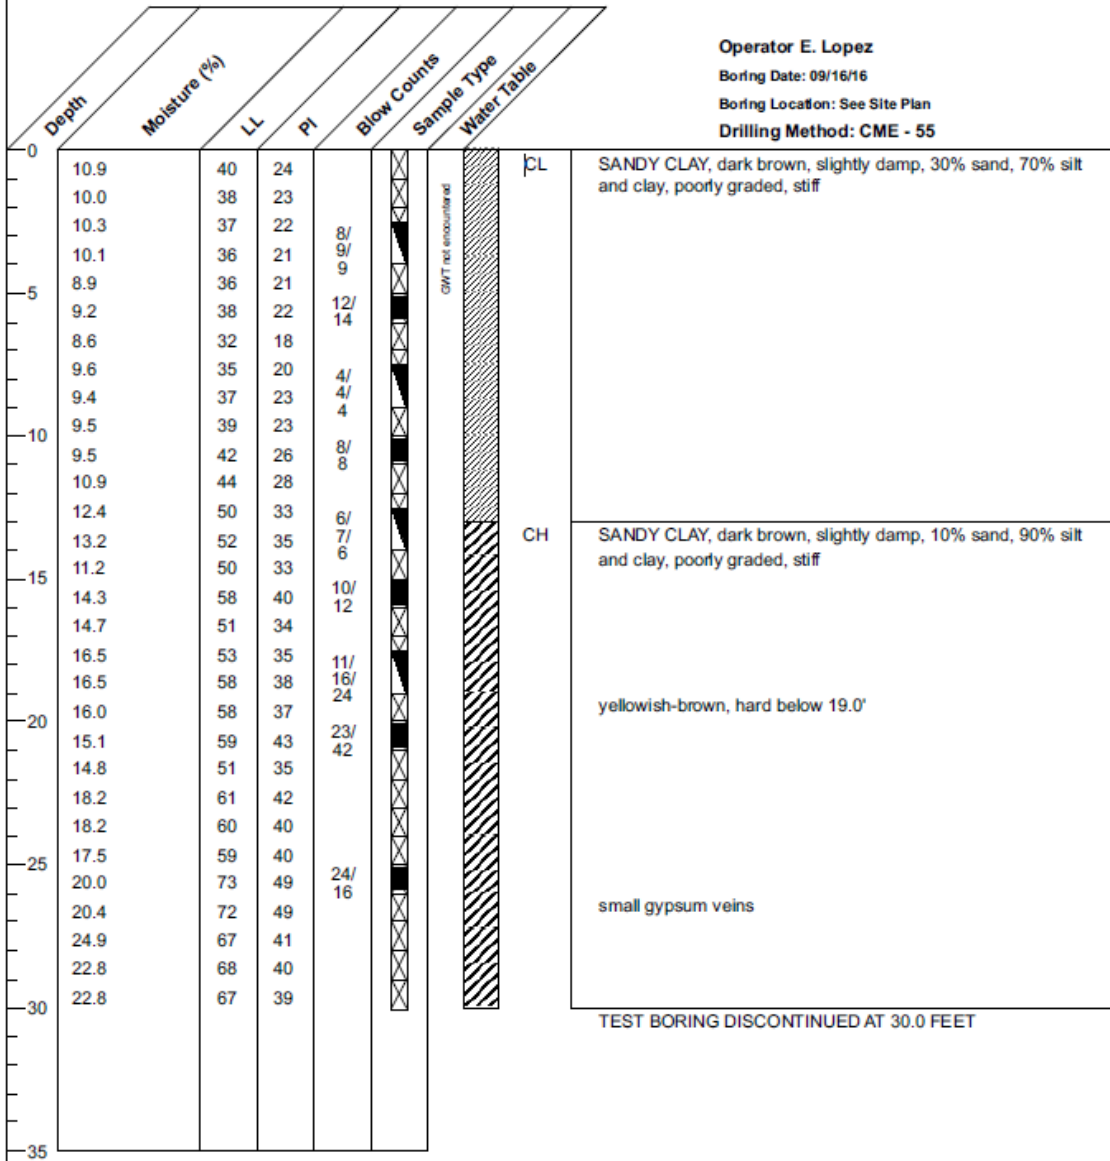 Operator E. Lopez
Boring Date: 09/16/16
Boring Location: See Site Plan
Drilling Method: CME - 55
Depth
Moisture (%)
LL
PI
Blow Counts
Sample Type
Water Table
0
5
10
15
20
25
30
35
10.9 40 24
10.0 38 23
10.3 37 22
10.1 36 21
8.9 36 21
9.2 38 22
8.6 32 18
9.6 35 20
9.4 37 23
9.5 39 23
9.5 42 26
10.9 44 28
12.4 50 33
13.2 52 35
11.2 50 33
14.3 58 40
14.7 51 34
16.5 53 35
16.5 58 38
16.0 58 37
15.1 59 43
14.8 51 35
18.2 61 42
18.2 60 40
17.5 59 40
20.0 73 49
20.4 72 49
24.9 67 41
22.8 68 40
22.8 67 39
8/
9/
9
12/
14
4/
4/
4
8/
8
6/
7/
6
10/
12
11/
16/
24
23/
42
24/
16
GWT not encountered
CL
SANDY CLAY, dark brown, slightly damp, 30% sand, 70% silt
and clay, poorly graded, stiff
CH
SANDY CLAY, dark brown, slightly damp, 10% sand, 90% silt
and clay, poorly graded, stiff
yellowish-brown, hard below 19.0'
small gypsum veins
TEST BORING DISCONTINUED AT 30.0 FEET